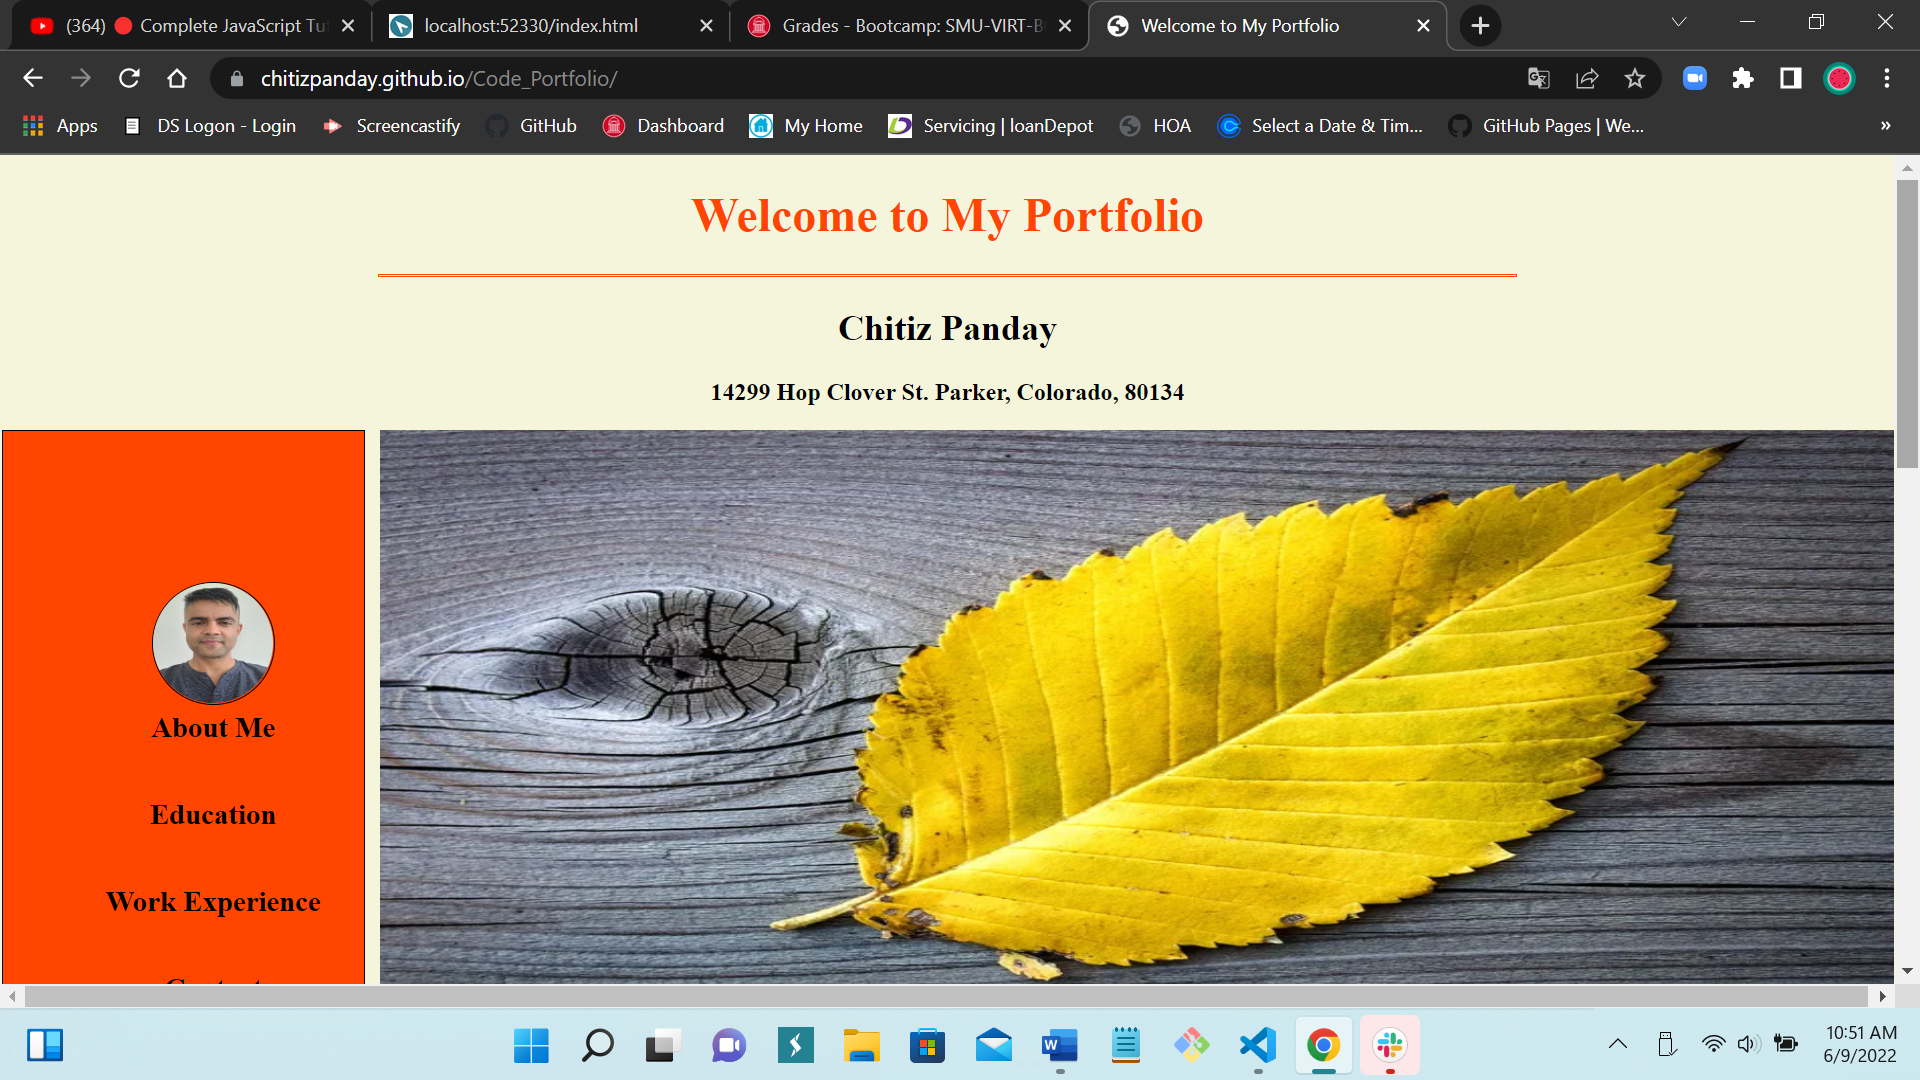 (364) Complete JavaScript Tu
localhost:52330/index.html
Grades - Bootcamp: SMU-VIRT-B
Welcome to My Portfolio
chitizpanday.github.io/Code_Portfolio/
Apps
DS Logon - Login
Screencastify
GitHub
Dashboard
My Home
Servicing | loanDepot
HOA
Select a Date & Tim...
GitHub Pages | We...
Welcome to My Portfolio
Chitiz Panday
14299 Hop Clover St. Parker, Colorado, 80134
About Me
Education
Work Experience
10:51 AM
6/9/2022